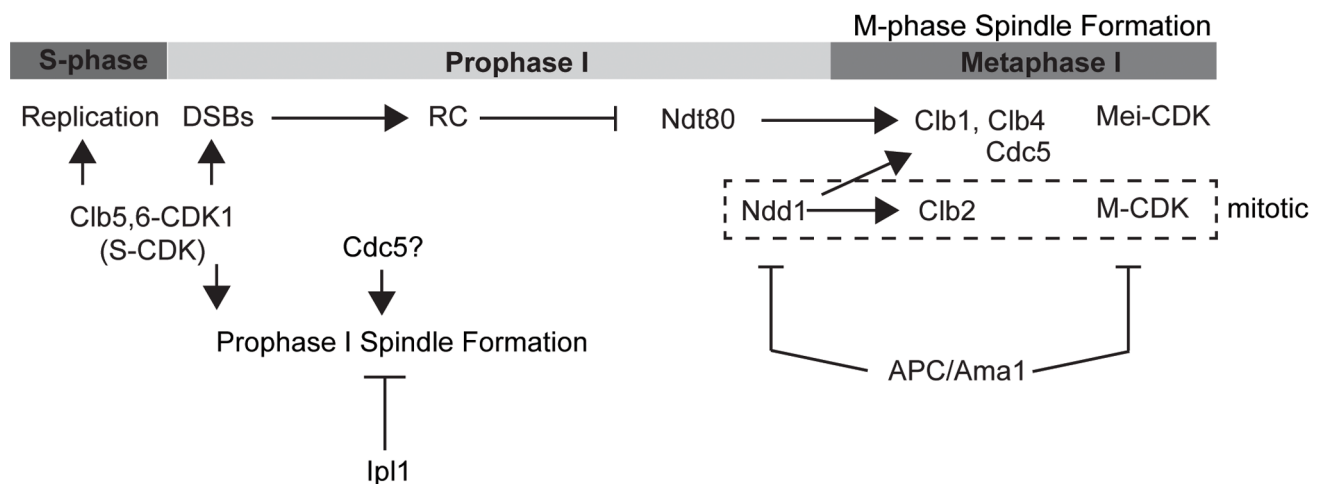 M-phase Spindle Formation
S-phase Prophase I Metaphase I
Replication DSBs RC Ndt80 Clb1, Clb4 Mei-CDK
Cdc5
Clb5,6-CDK1 Ndd1 Clb2 M-CDK mitotic
(S-CDK) Cdc5?
Prophase I Spindle Formation
APC/Ama1
Ipl1